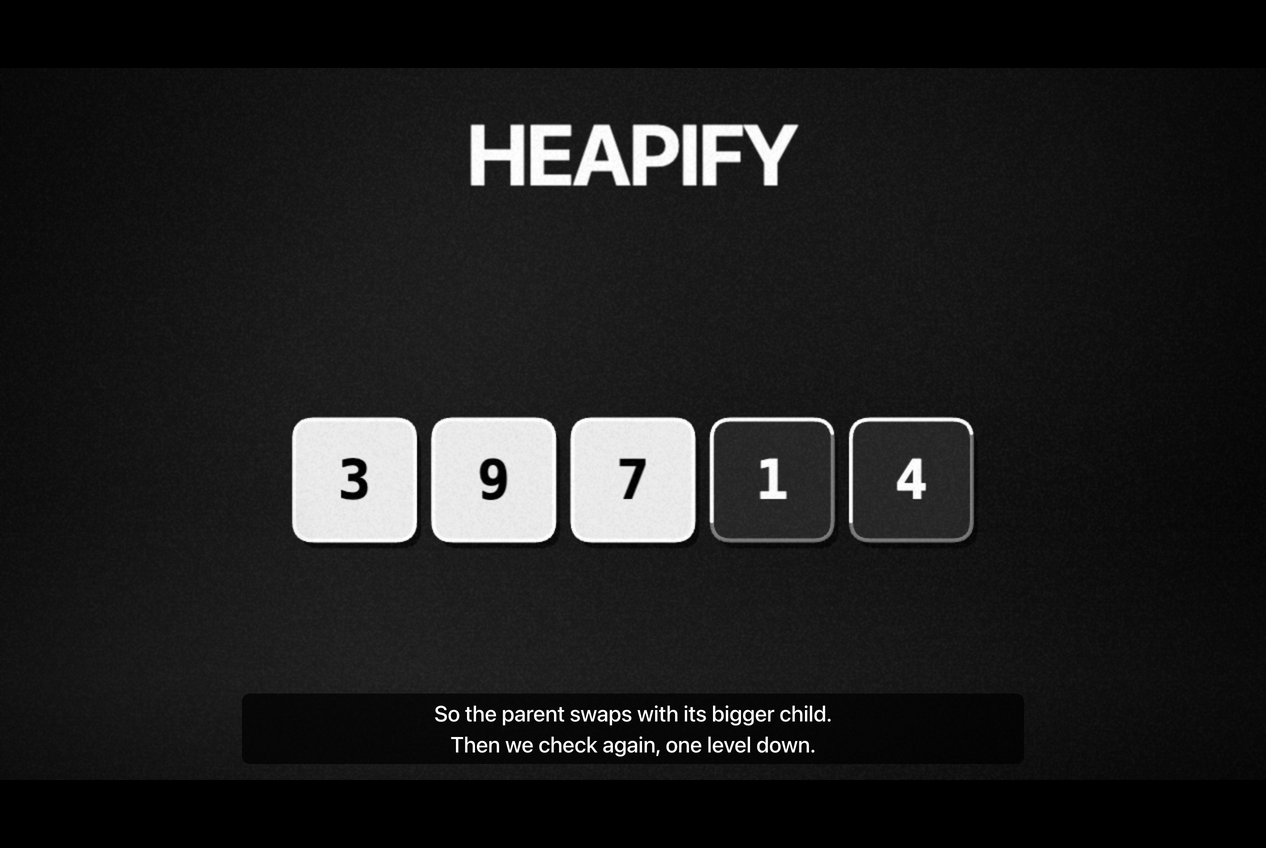 HEAPIFY
3 9 7 1 4
So the parent swaps with its bigger child.
Then we check again, one level down.